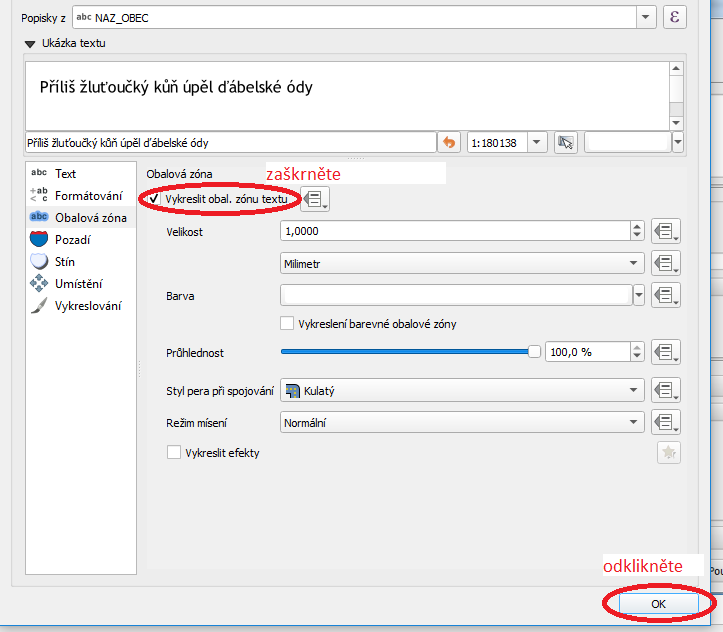 Popisky z abc NAZ_OBEC ε
Ukázka textu
Příliš žluťoučký kůň úpěl ďábelské ódy
Příliš žluťoučký kůň úpěl ďábelské ódy 1:180138
abc Text
+ab < c Formátování
abc Obalová zóna
Pozadí
Stín
Umístění
Vykreslování
Obalová zóna zaškrněte
Vykreslit obal. zónu textu
Velikost 1,0000
Milimetr
Barva
Vykreslení barevné obalové zóny
Průhlednost 100,0 %
Styl pera při spojování Kulatý
Režim mísení Normální
Vykreslit efekty
odklikněte
Pou
OK